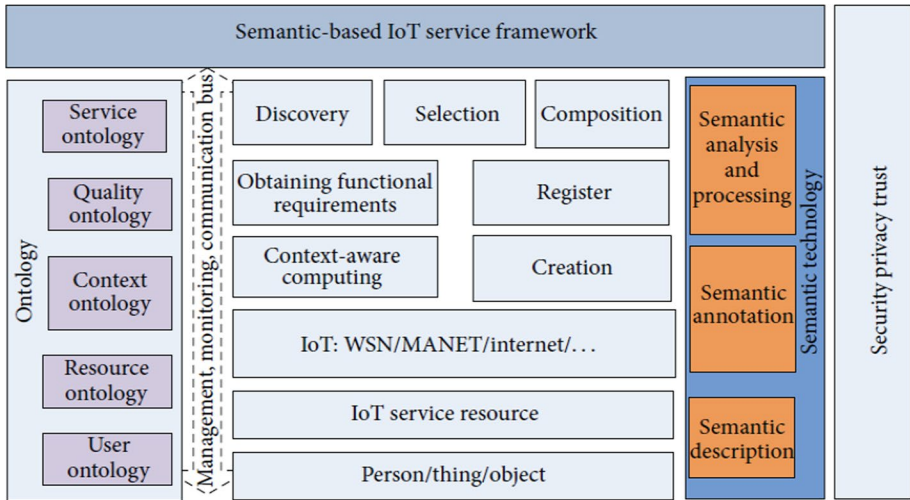 Semantic-based IoT service framework
Ontology
Service
ontology
Quality
ontology
Context
ontology
Resource
ontology
User
ontology
Management, monitoring, communication bus
Discovery
Selection
Composition
Obtaining functional
requirements
Register
Context-aware
computing
Creation
IoT: WSN/MANET/internet/. . .
IoT service resource
Person/thing/object
Semantic
analysis
and
processing
Semantic
annotation
Semantic
description
Semantic technology
Security privacy trust